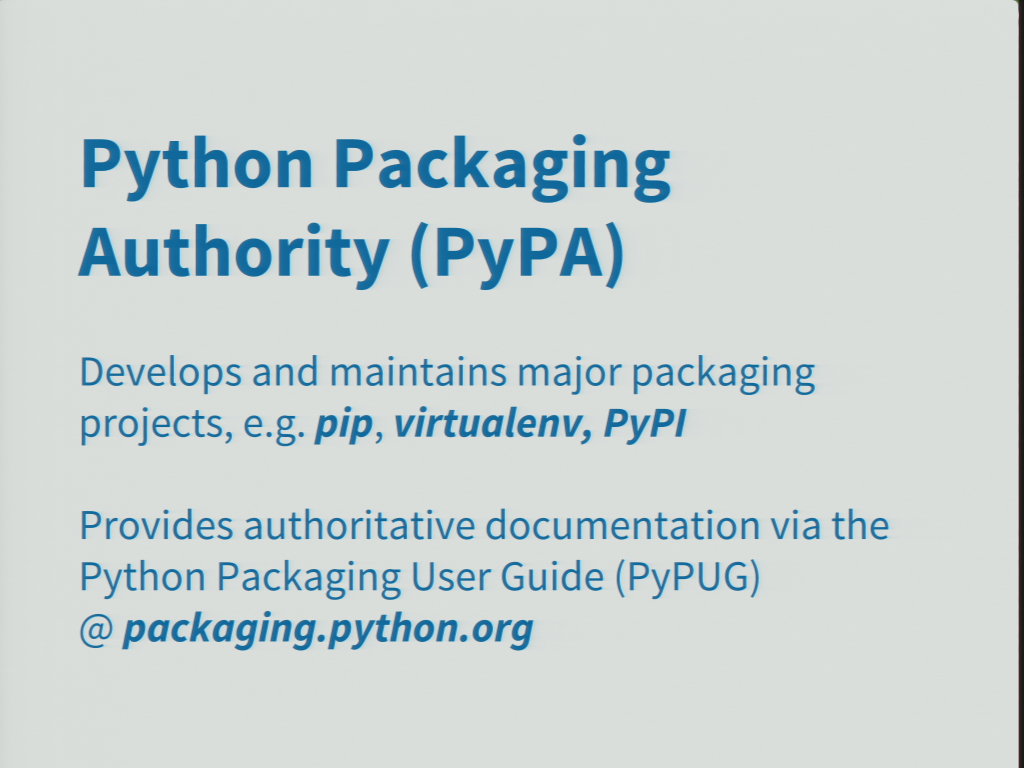 Python Packaging
Authority (PyPA)
Develops and maintains major packaging
projects, e.g. pip, virtualenv, PyPI
Provides authoritative documentation via the
Python Packaging User Guide (PyPUG)
@ packaging.python.org